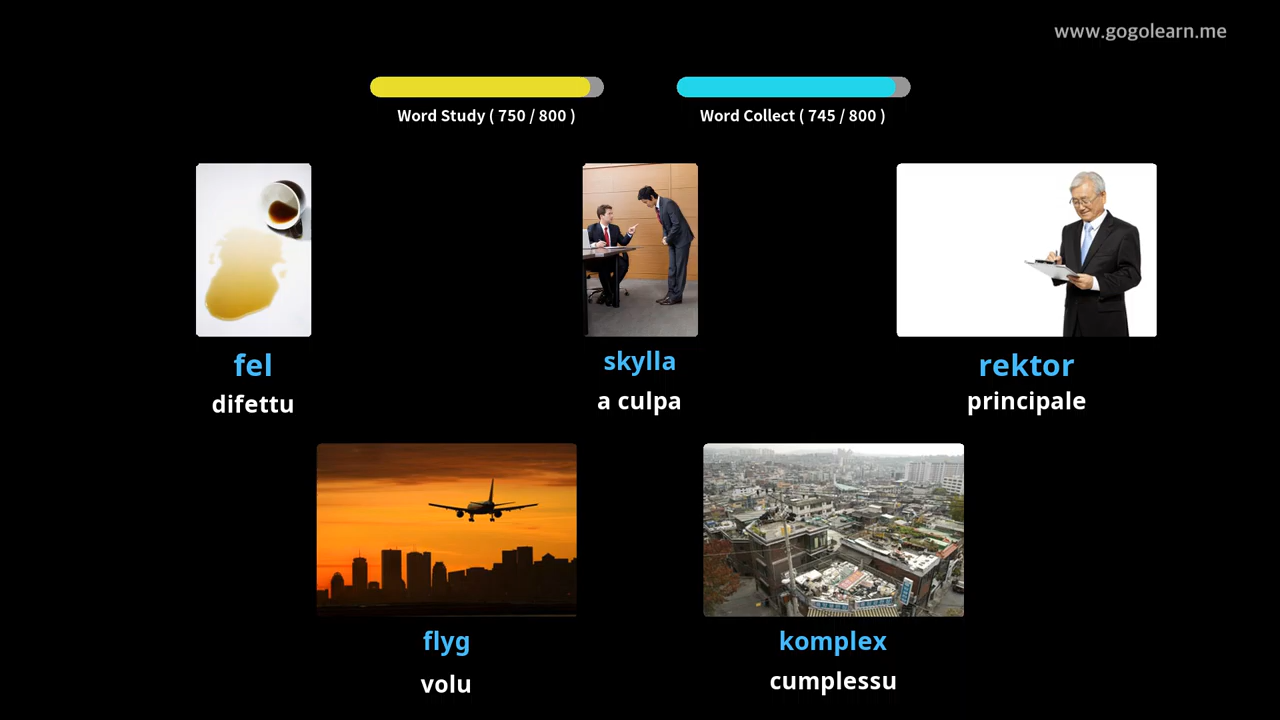 www.gogolearn.me
Word Study ( 750 / 800 )
Word Collect ( 745 / 800 )
fel
difettu
skylla
a culpa
rektor
principale
flyg
volu
komplex
cumplessu